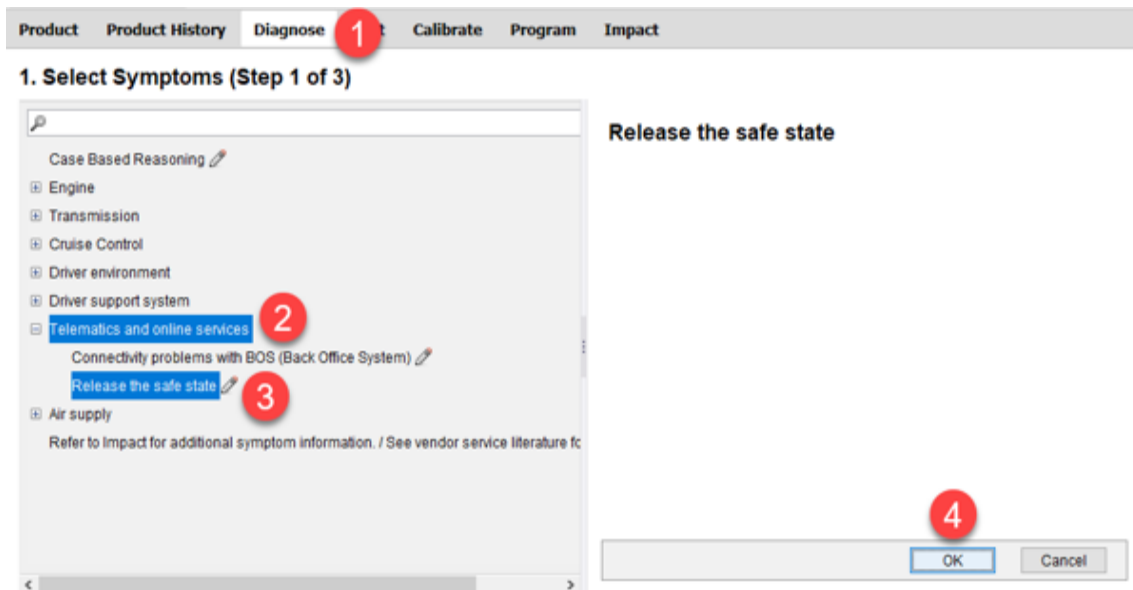 Product Product History Diagnose 1 t Calibrate Program Impact
1. Select Symptoms (Step 1 of 3)
Release the safe state
Case Based Reasoning
Engine
Transmission
Cruise Control
Driver environment
Driver support system
Telematics and online services 2
Connectivity problems with BOS (Back Office System)
Release the safe state 3
Air supply
Refer to Impact for additional symptom information. / See vendor service literature fo
4
OK Cancel